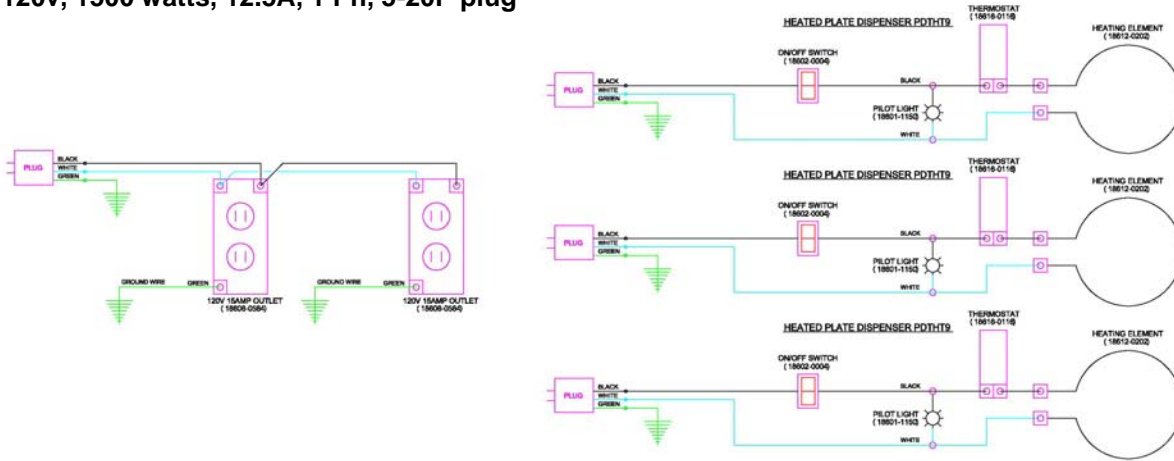 120v, 1500 watts, 12.5A, 1 Ph, 5-20P plug
PLUG
BLACK
WHITE
GREEN
GROUND WIRE
GREEN
120V 15AMP OUTLET
(18608-0584)
GROUND WIRE
GREEN
120V 15AMP OUTLET
(18608-0584)
HEATED PLATE DISPENSER PDTHT9
THERMOSTAT
(18616-0116)
HEATING ELEMENT
(18612-0202)
ON/OFF SWITCH
(18602-0004)
PLUG
BLACK
WHITE
GREEN
BLACK
PILOT LIGHT
(18601-1150)
WHITE
HEATED PLATE DISPENSER PDTHT9
THERMOSTAT
(18616-0116)
HEATING ELEMENT
(18612-0202)
ON/OFF SWITCH
(18602-0004)
PLUG
BLACK
WHITE
GREEN
BLACK
PILOT LIGHT
(18601-1150)
WHITE
HEATED PLATE DISPENSER PDTHT9
THERMOSTAT
(18616-0116)
HEATING ELEMENT
(18612-0202)
ON/OFF SWITCH
(18602-0004)
PLUG
BLACK
WHITE
GREEN
BLACK
PILOT LIGHT
(18601-1150)
WHITE